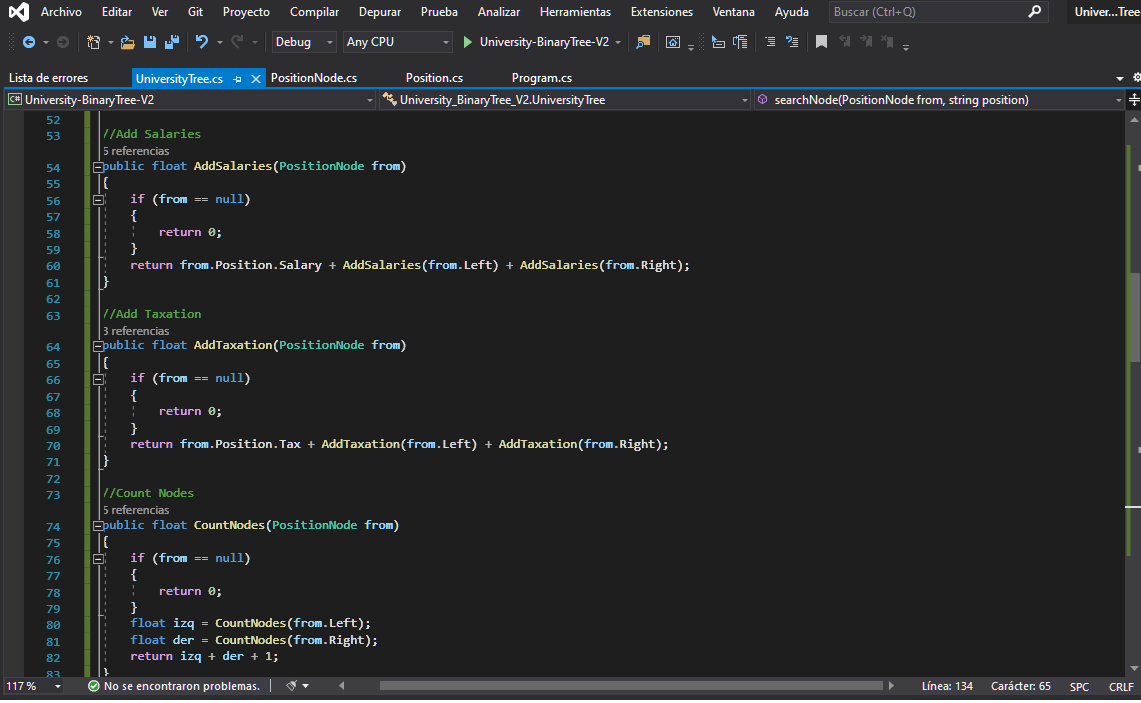 Archivo Editar Ver Git Proyecto Compilar Depurar Prueba Analizar Herramientas Extensiones Ventana Ayuda Buscar (Ctrl+Q) Univer...Tree
Debug Any CPU University-BinaryTree-V2
Lista de errores UniversityTree.cs PositionNode.cs Position.cs Program.cs
C# University-BinaryTree-V2 University_BinaryTree_V2.UniversityTree searchNode(PositionNode from, string position)
52
53 //Add Salaries
5 referencias
54 public float AddSalaries(PositionNode from)
55 {
56 if (from == null)
57 {
58 return 0;
59 }
60 return from.Position.Salary + AddSalaries(from.Left) + AddSalaries(from.Right);
61 }
62
63 //Add Taxation
3 referencias
64 public float AddTaxation(PositionNode from)
65 {
66 if (from == null)
67 {
68 return 0;
69 }
70 return from.Position.Tax + AddTaxation(from.Left) + AddTaxation(from.Right);
71 }
72
73 //Count Nodes
5 referencias
74 public float CountNodes(PositionNode from)
75 {
76 if (from == null)
77 {
78 return 0;
79 }
80 float izq = CountNodes(from.Left);
81 float der = CountNodes(from.Right);
82 return izq + der + 1;
83 }
117 % No se encontraron problemas. Línea: 134 Carácter: 65 SPC CRLF